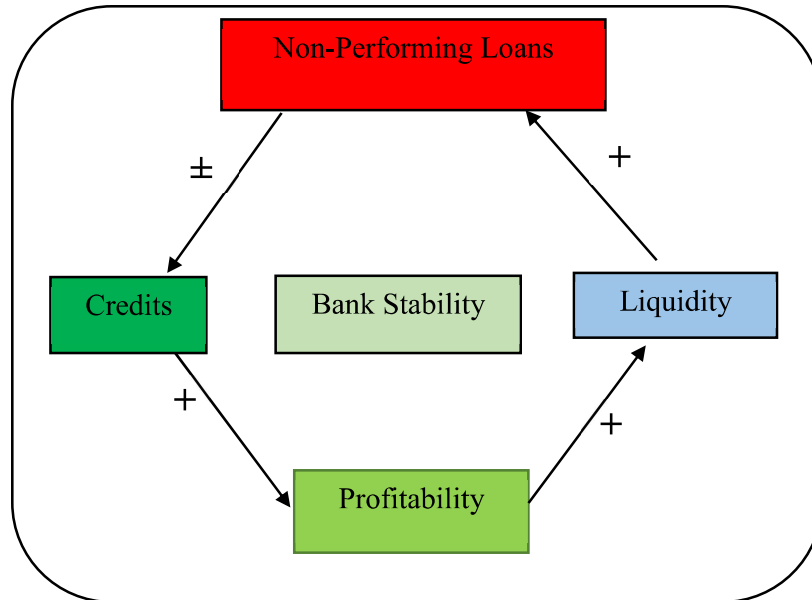 Non-Performing Loans
±
+
Credits
Bank Stability
Liquidity
+
+
Profitability